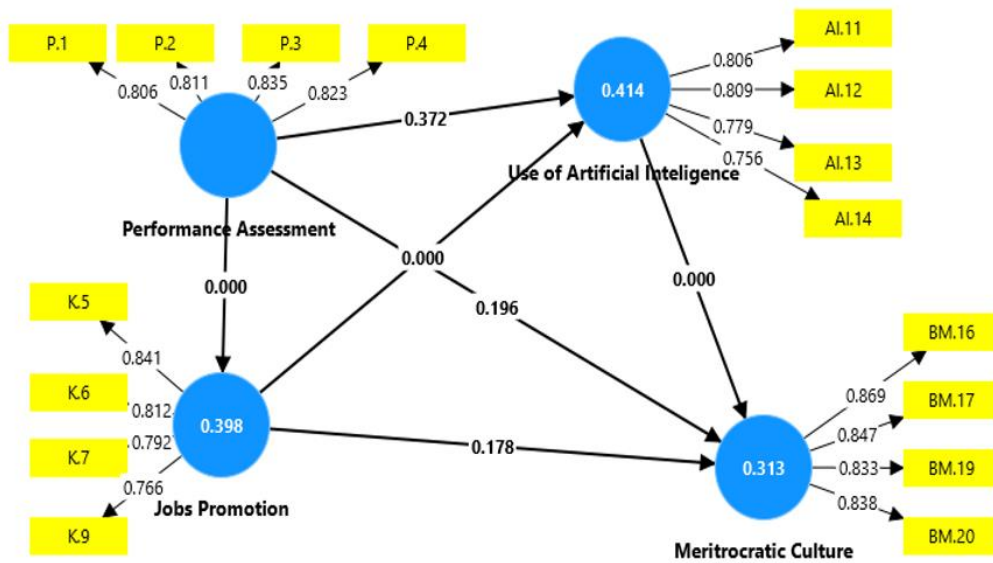 P.1
P.2
P.3
P.4
0.806
0.811
0.835
0.823
AI.11
AI.12
AI.13
AI.14
0.806
0.809
0.779
0.756
0.414
0.372
Use of Artificial Inteligence
Performance Assessment
0.000
0.000
0.196
0.000
K.5
K.6
K.7
K.9
0.841
0.812
0.792
0.766
0.398
Jobs Promotion
0.178
0.313
Meritrocratic Culture
BM.16
BM.17
BM.19
BM.20
0.869
0.847
0.833
0.838